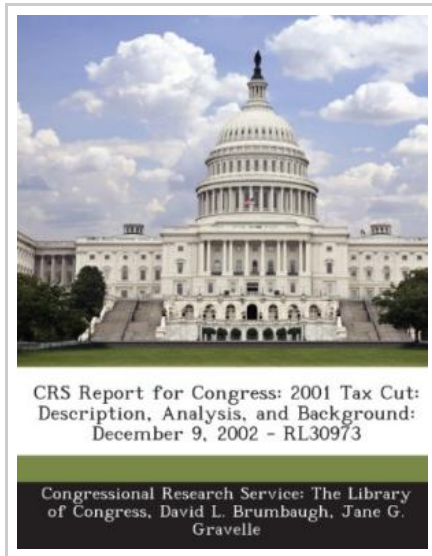 CRS Report for Congress: 2001 Tax Cut:
Description, Analysis, and Background:
December 9, 2002 - RL30973
Congressional Research Service: The Library
of Congress, David L. Brumbaugh, Jane G.
Gravelle